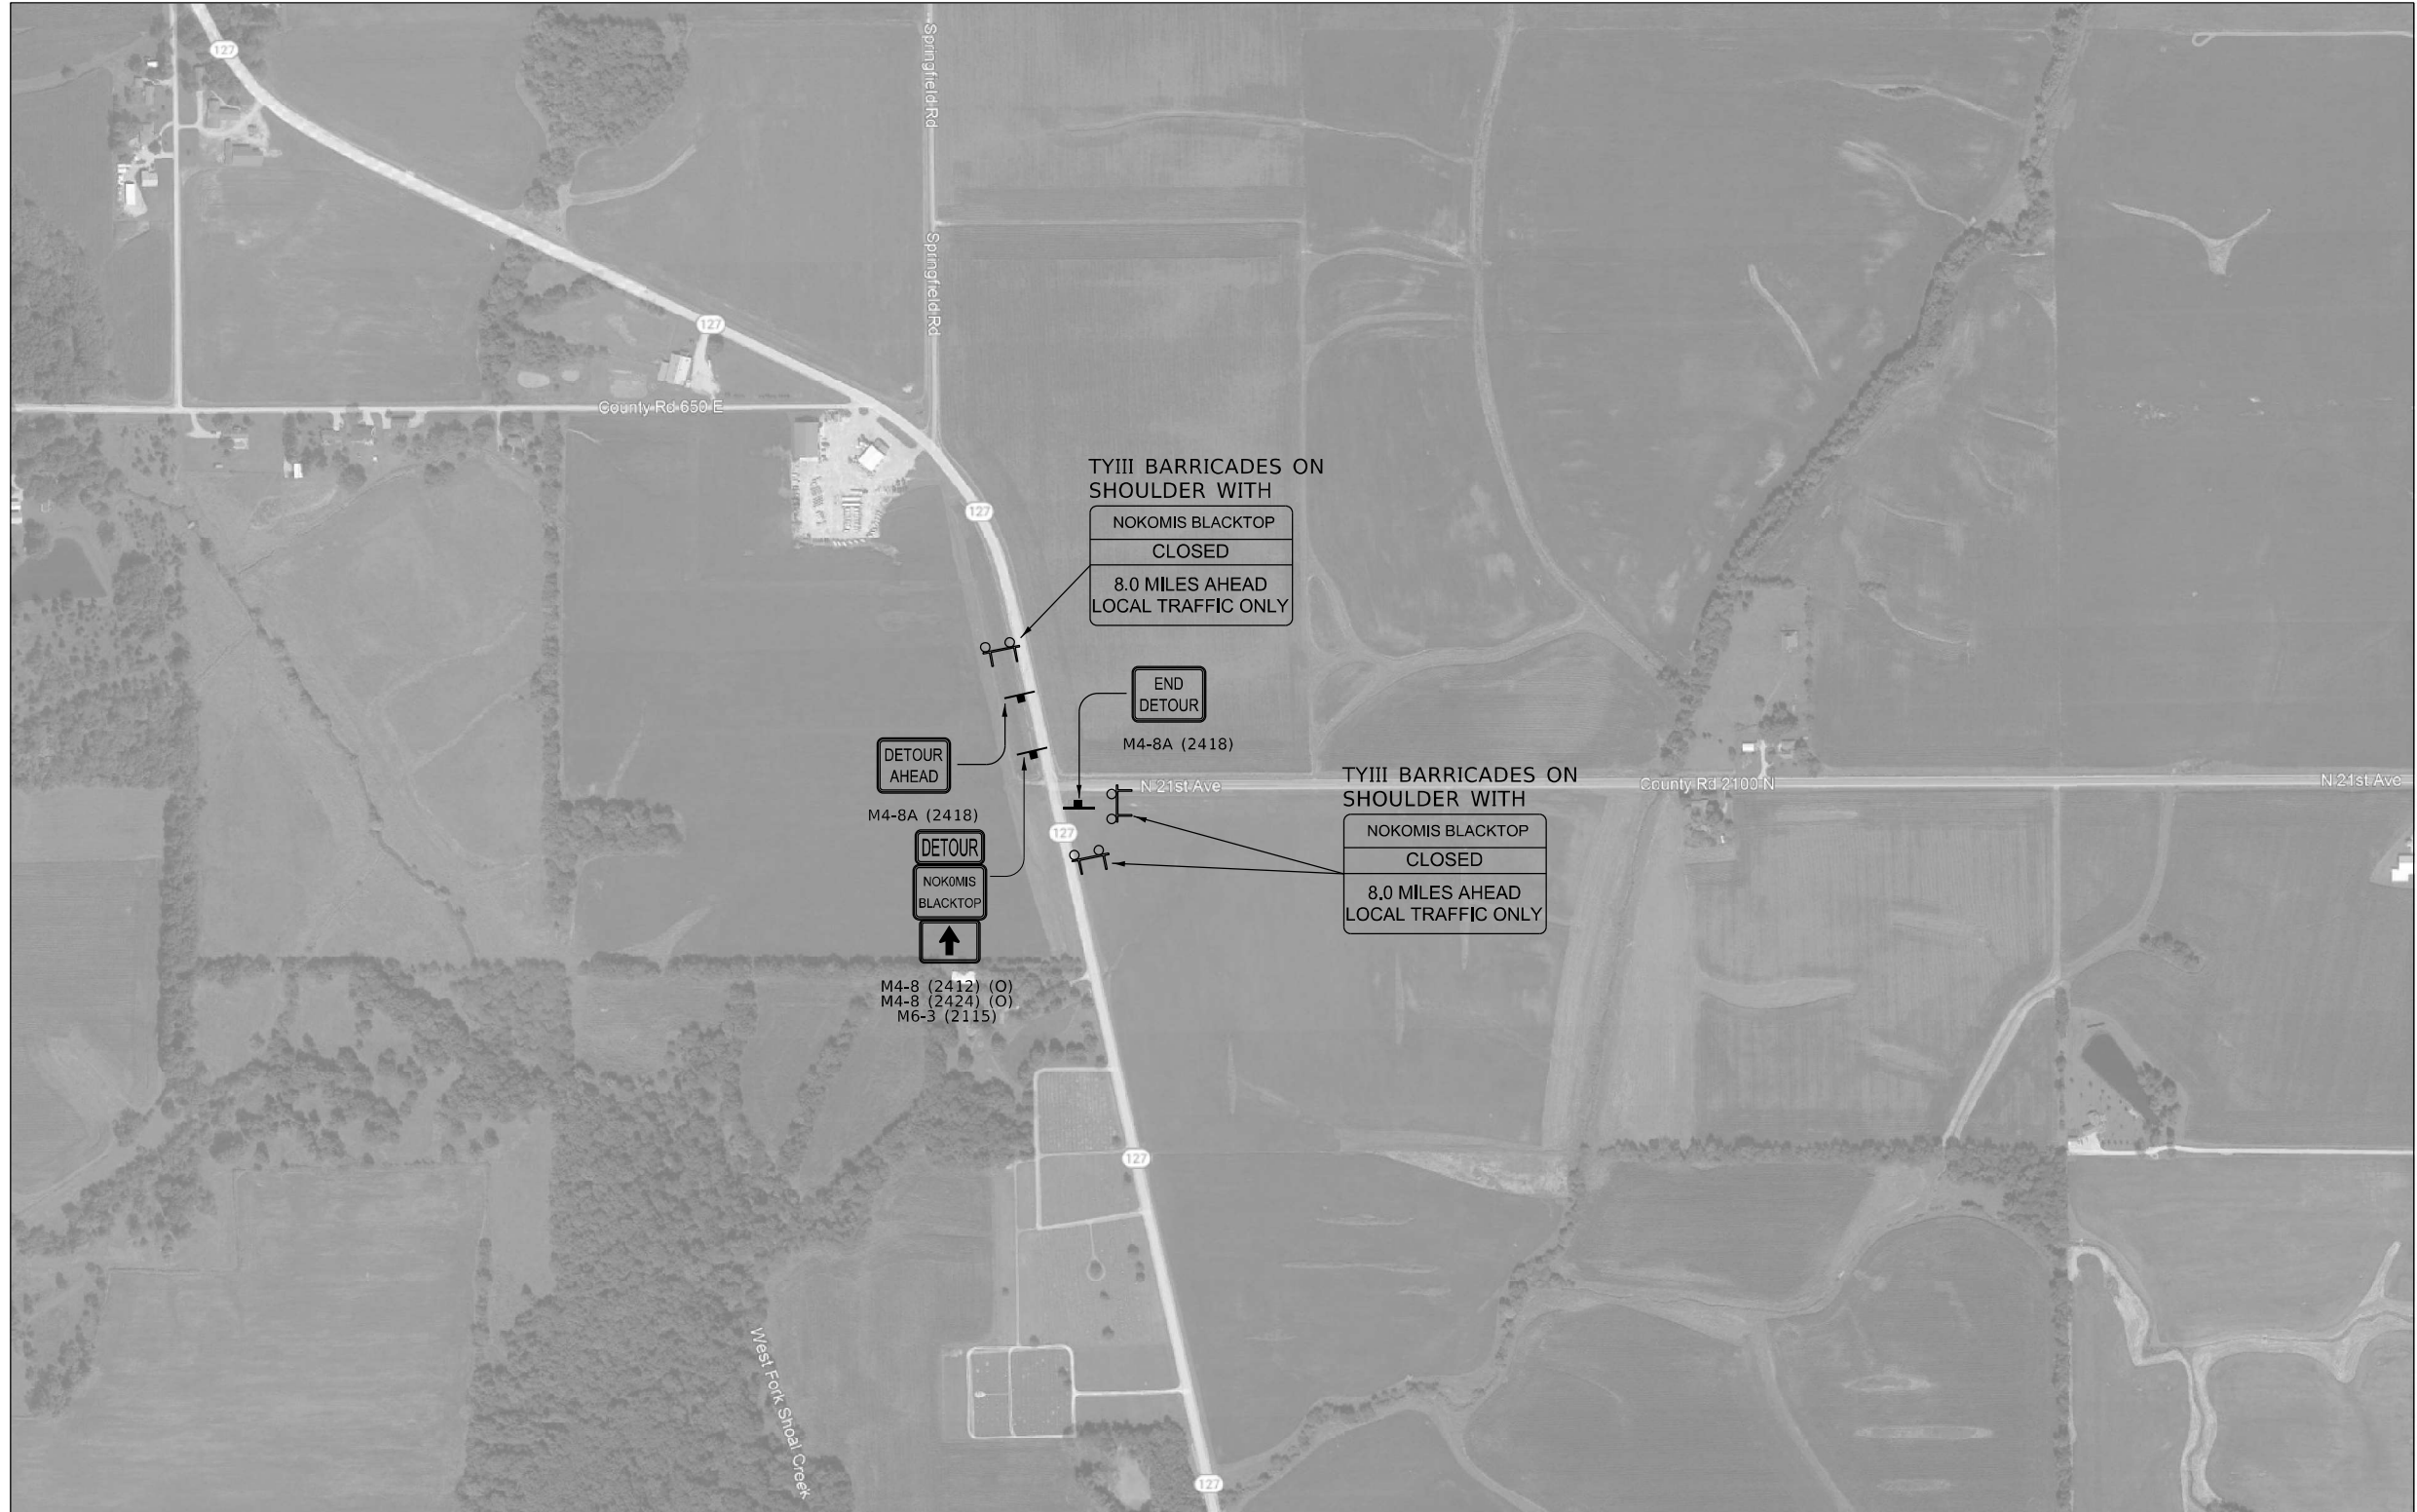 127
Springfield Rd
Springfield Rd
127
County Rd 650 E
127
TYIII BARRICADES ON
SHOULDER WITH
NOKOMIS BLACKTOP
CLOSED
8.0 MILES AHEAD
LOCAL TRAFFIC ONLY
END
DETOUR
M4-8A (2418)
DETOUR
AHEAD
M4-8A (2418)
N 21st Ave
County Rd 2100 N
N 21st Ave
TYIII BARRICADES ON
SHOULDER WITH
NOKOMIS BLACKTOP
CLOSED
8.0 MILES AHEAD
LOCAL TRAFFIC ONLY
127
DETOUR
NOK0MIS
BLACKTOP
M4-8 (2412) (O)
M4-8 (2424) (O)
M6-3 (2115)
127
West Fork Shoal Creek
127